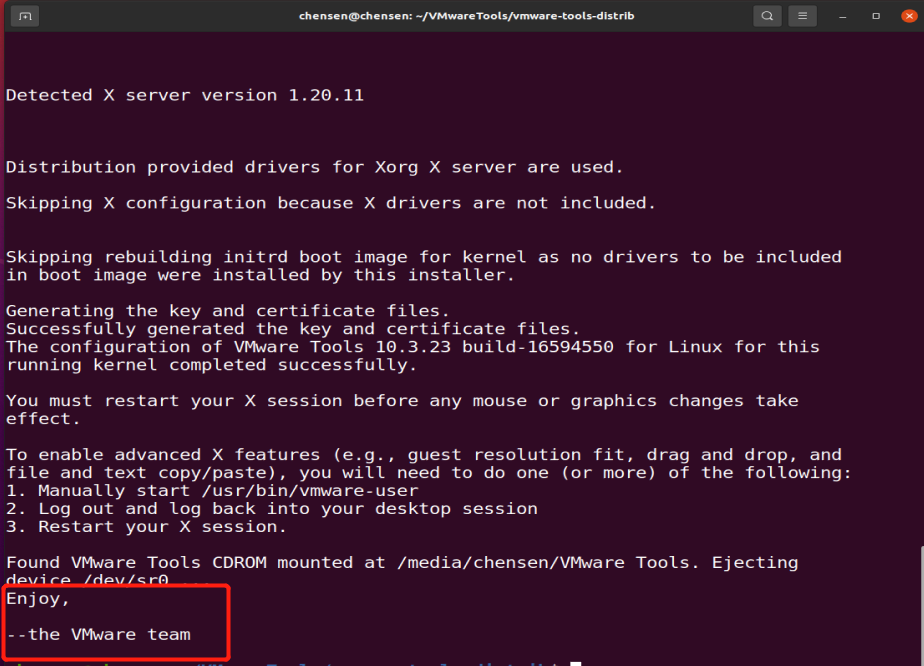 chensen@chensen: ~/VMwareTools/vmware-tools-distrib
Detected X server version 1.20.11
Distribution provided drivers for Xorg X server are used.
Skipping X configuration because X drivers are not included.
Skipping rebuilding initrd boot image for kernel as no drivers to be included
in boot image were installed by this installer.
Generating the key and certificate files.
Successfully generated the key and certificate files.
The configuration of VMware Tools 10.3.23 build-16594550 for Linux for this
running kernel completed successfully.
You must restart your X session before any mouse or graphics changes take
effect.
To enable advanced X features (e.g., guest resolution fit, drag and drop, and
file and text copy/paste), you will need to do one (or more) of the following:
1. Manually start /usr/bin/vmware-user
2. Log out and log back into your desktop session
3. Restart your X session.
Found VMware Tools CDROM mounted at /media/chensen/VMware Tools. Ejecting
device /dev/sr0 ...
Enjoy,
--the VMware team